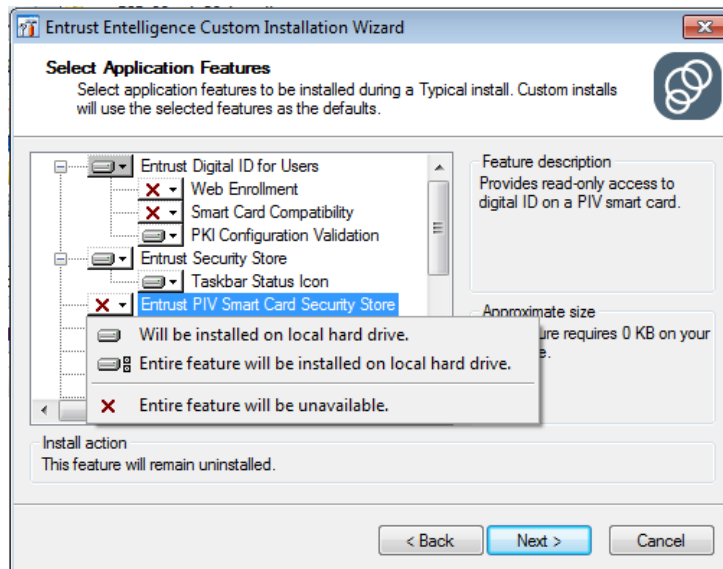 Entrust Entelligence Custom Installation Wizard
Select Application Features
Select application features to be installed during a Typical install. Custom installs
will use the selected features as the defaults.
Entrust Digital ID for Users
Web Enrollment
Smart Card Compatibility
PKI Configuration Validation
Entrust Security Store
Taskbar Status Icon
Entrust PIV Smart Card Security Store
Will be installed on local hard drive.
Entire feature will be installed on local hard drive.
Entire feature will be unavailable.
Feature description
Provides read-only access to
digital ID on a PIV smart card.
Approximate size
requires 0 KB on your
Install action
This feature will remain uninstalled.
< Back
Next >
Cancel